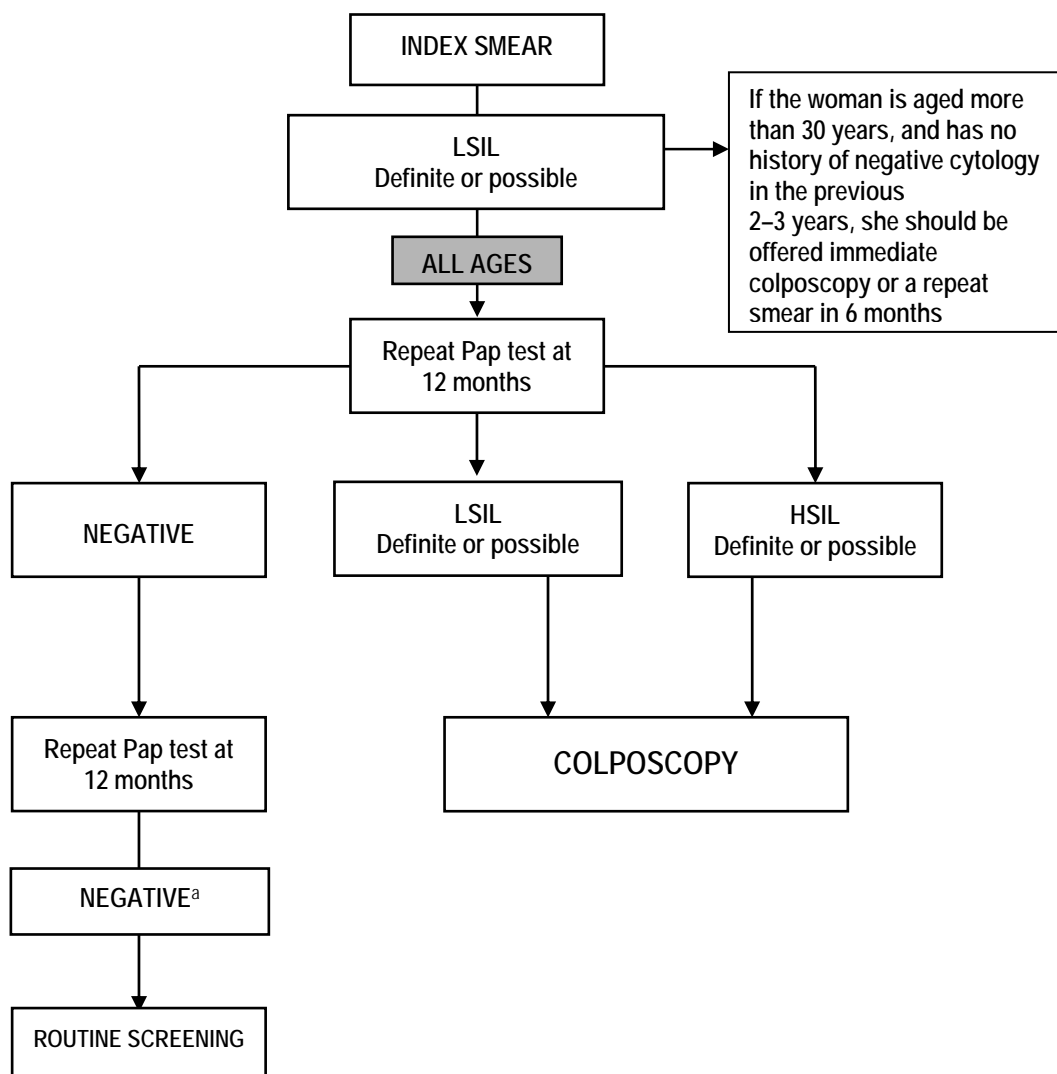 INDEX SMEAR
LSIL
Definite or possible
If the woman is aged more
than 30 years, and has no
history of negative cytology
in the previous
2–3 years, she should be
offered immediate
colposcopy or a repeat
smear in 6 months
ALL AGES
Repeat Pap test at
12 months
NEGATIVE
LSIL
Definite or possible
HSIL
Definite or possible
Repeat Pap test at
12 months
COLPOSCOPY
NEGATIVEᵃ
ROUTINE SCREENING